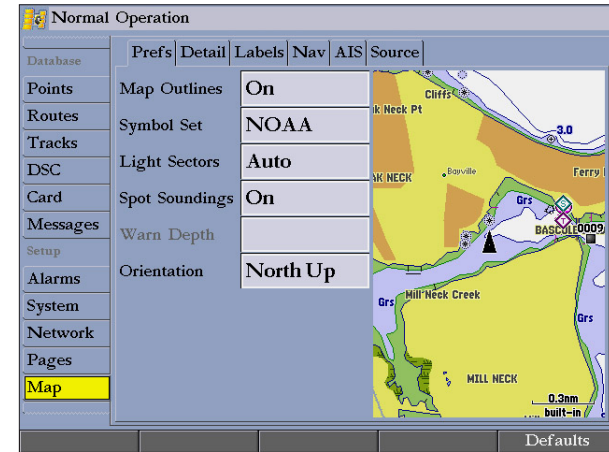 Normal Operation
Prefs Detail Labels Nav AIS Source
Database
Points
Routes
Tracks
DSC
Card
Messages
Setup
Alarms
System
Network
Pages
Map
Map Outlines On
Symbol Set NOAA
Light Sectors Auto
Spot Soundings On
Warn Depth
Orientation North Up
Cliffs
k Neck Pt
3.0
Bayville
Ferry
AK NECK
Grs
S
T
BASCULE 0009
Mill Neck Creek
Grs
Grs
MILL NECK
0.3nm
built-in
Defaults